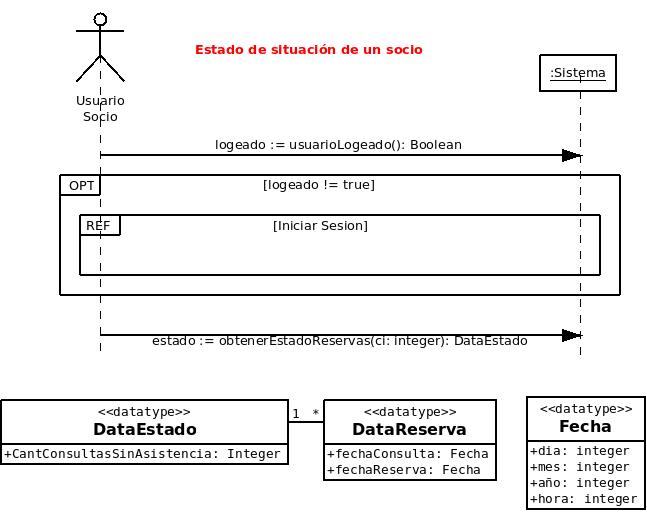 Estado de situación de un socio
:Sistema
Usuario
Socio
logeado := usuarioLogeado(): Boolean
OPT
[logeado != true]
REF
[Iniciar Sesion]
estado := obtenerEstadoReservas(ci: integer): DataEstado
<<datatype>>
DataEstado
+CantConsultasSinAsistencia: Integer
1
*
<<datatype>>
DataReserva
+fechaConsulta: Fecha
+fechaReserva: Fecha
<<datatype>>
Fecha
+dia: integer
+mes: integer
+año: integer
+hora: integer